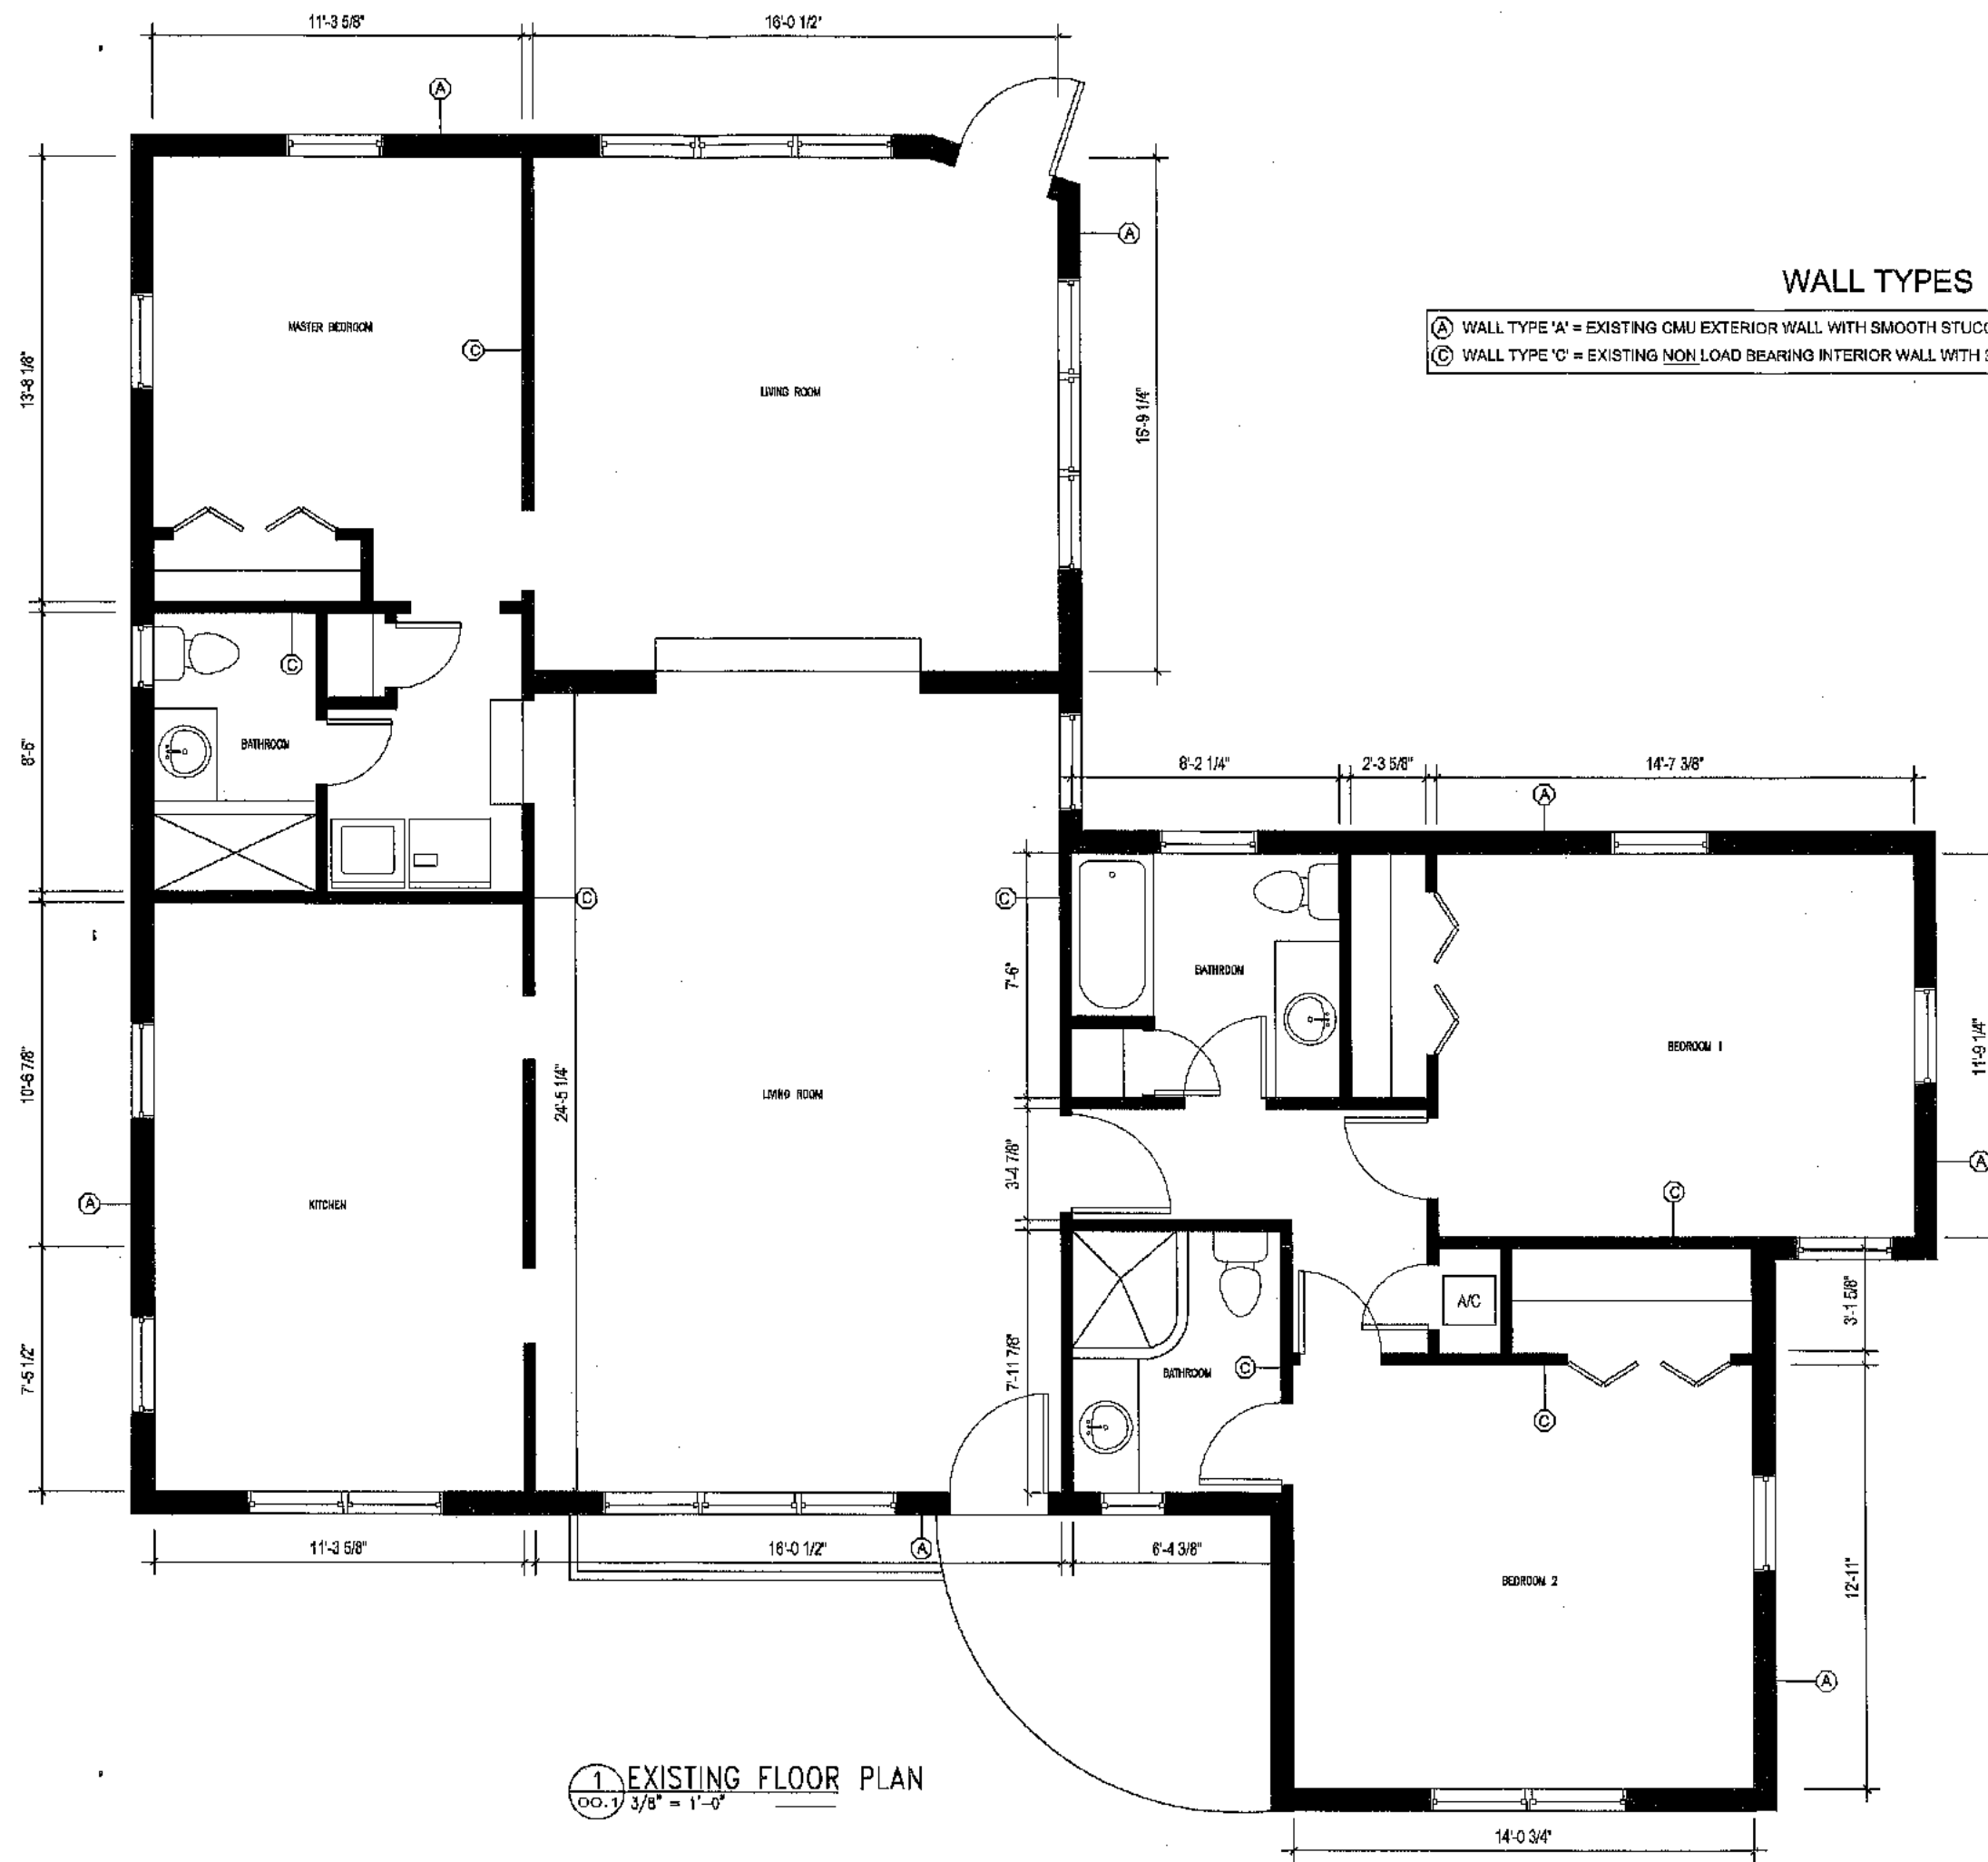 11'-3 5/8"
16'-0 1/2"
A
A
WALL TYPES
A WALL TYPE 'A' = EXISTING CMU EXTERIOR WALL WITH SMOOTH STUCC
C WALL TYPE 'C' = EXISTING NON LOAD BEARING INTERIOR WALL WITH
MASTER BEDROOM
C
LIVING ROOM
13'-8 1/8"
15'-9 1/4"
C
BATHROOM
8'-6"
8'-2 1/4"
2'-3 5/8"
14'-7 3/8"
A
C
C
7'-6"
BATHROOM
BEDROOM 1
11'-9 1/4"
10'-6 7/8"
24'-5 1/4"
LIVING ROOM
3'-4 7/8"
A
KITCHEN
A
C
A/C
3'-1 5/8"
7'-5 1/2"
7'-11 7/8"
BATHROOM
C
C
11'-3 5/8"
16'-0 1/2"
A
6'-4 3/8"
BEDROOM 2
12'-11"
A
1 EXISTING FLOOR PLAN
00.1 3/8" = 1'-0"
14'-0 3/4"